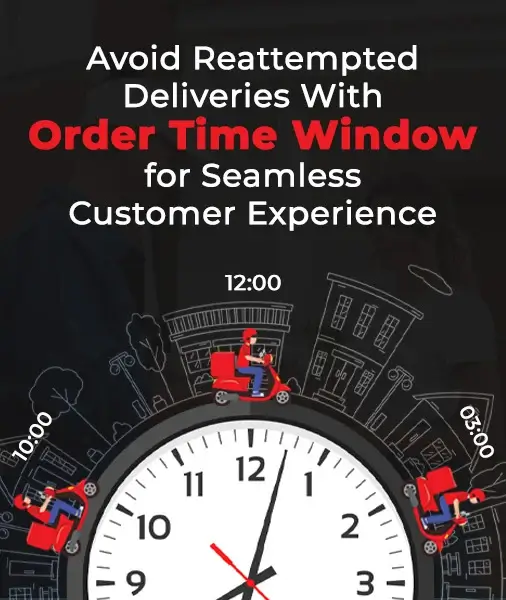 Avoid Reattempted
Deliveries With
Order Time Window
for Seamless
Customer Experience
12:00
10:00
03:00
12
11
1
10
2
9
3